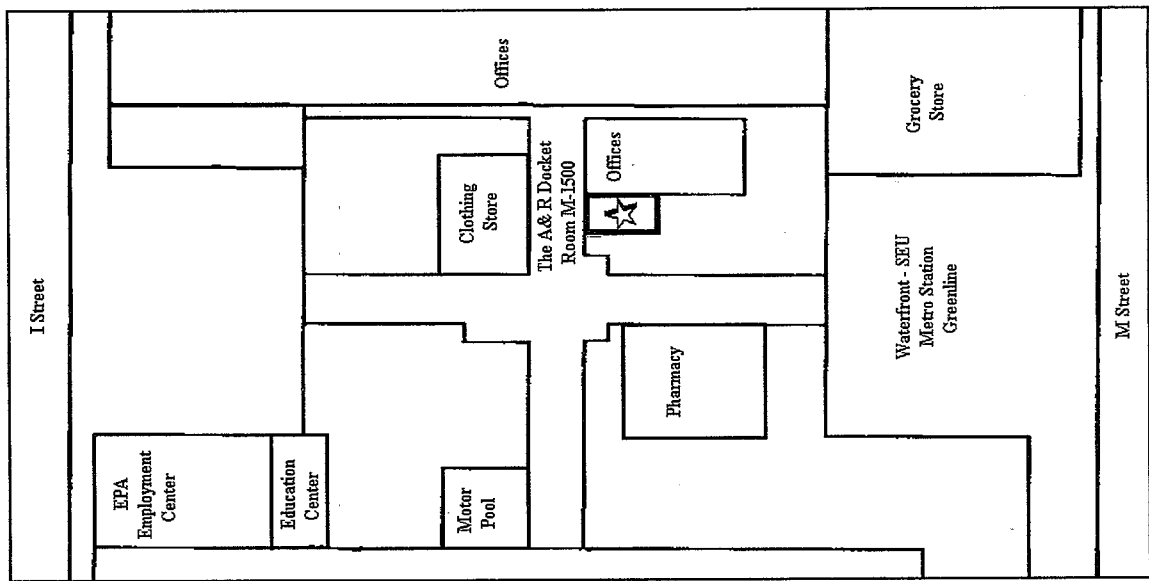 I Street
EPA
Employment
Center
Education
Center
Motor
Pool
Clothing
Store
Offices
The A& R Docket
Room M-1500
Offices
Pharmacy
Grocery
Store
Waterfront - SEU
Metro Station
Greenline
M Street